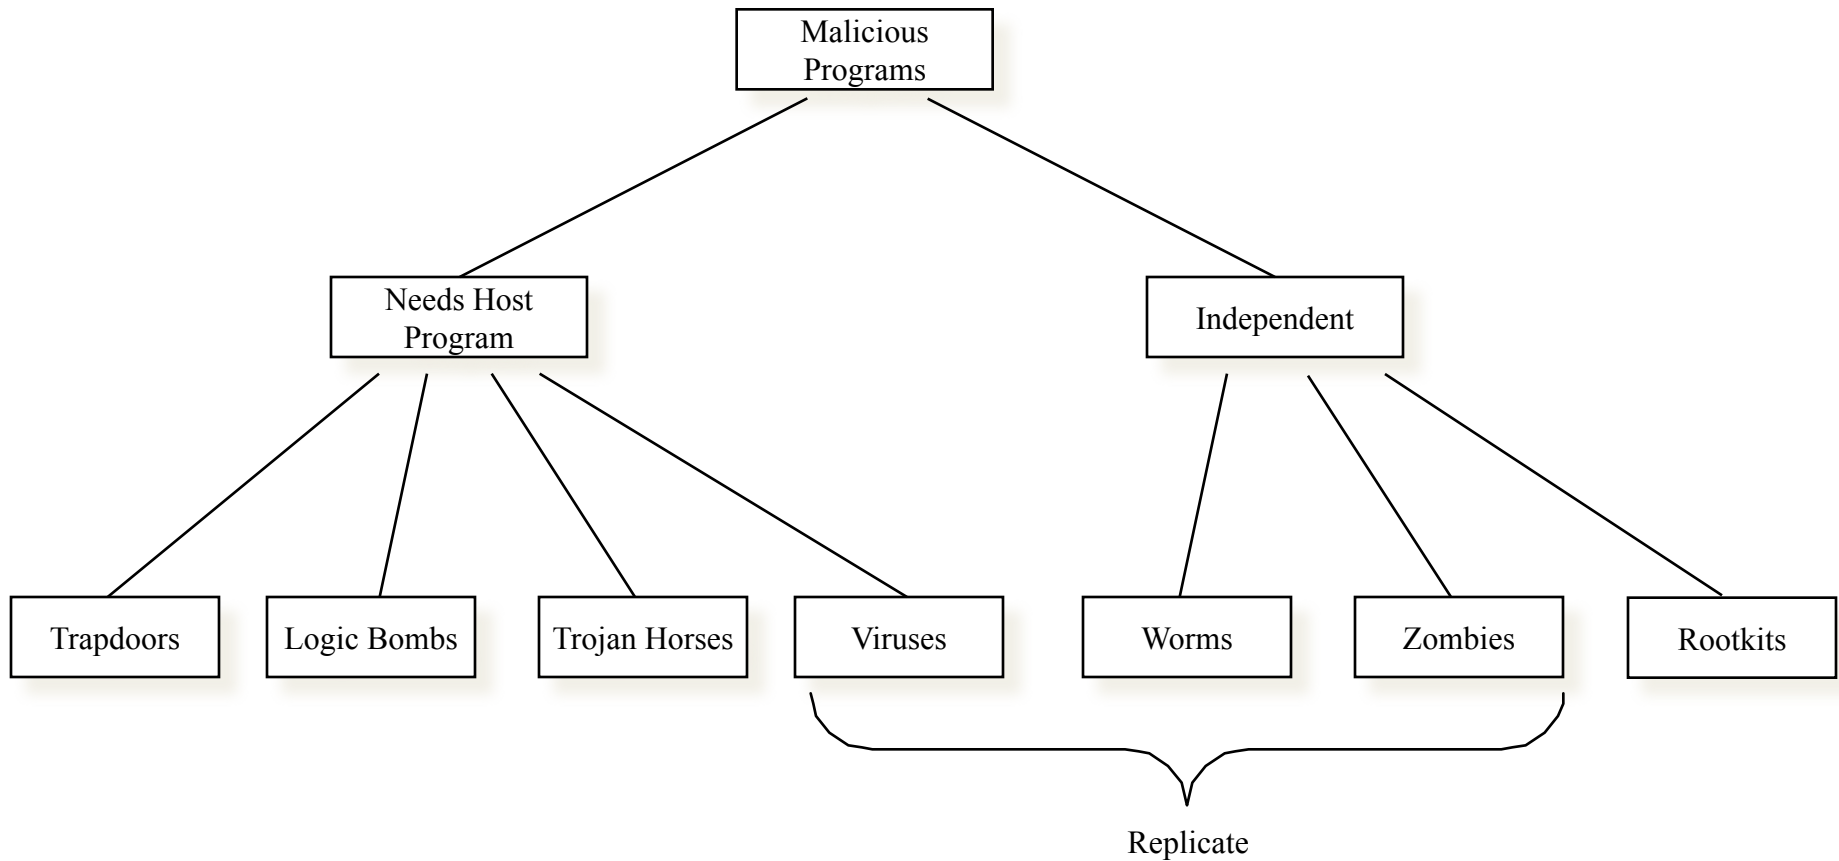 Malicious
Programs
Needs Host
Program
Independent
Trapdoors
Logic Bombs
Trojan Horses
Viruses
Worms
Zombies
Rootkits
Replicate